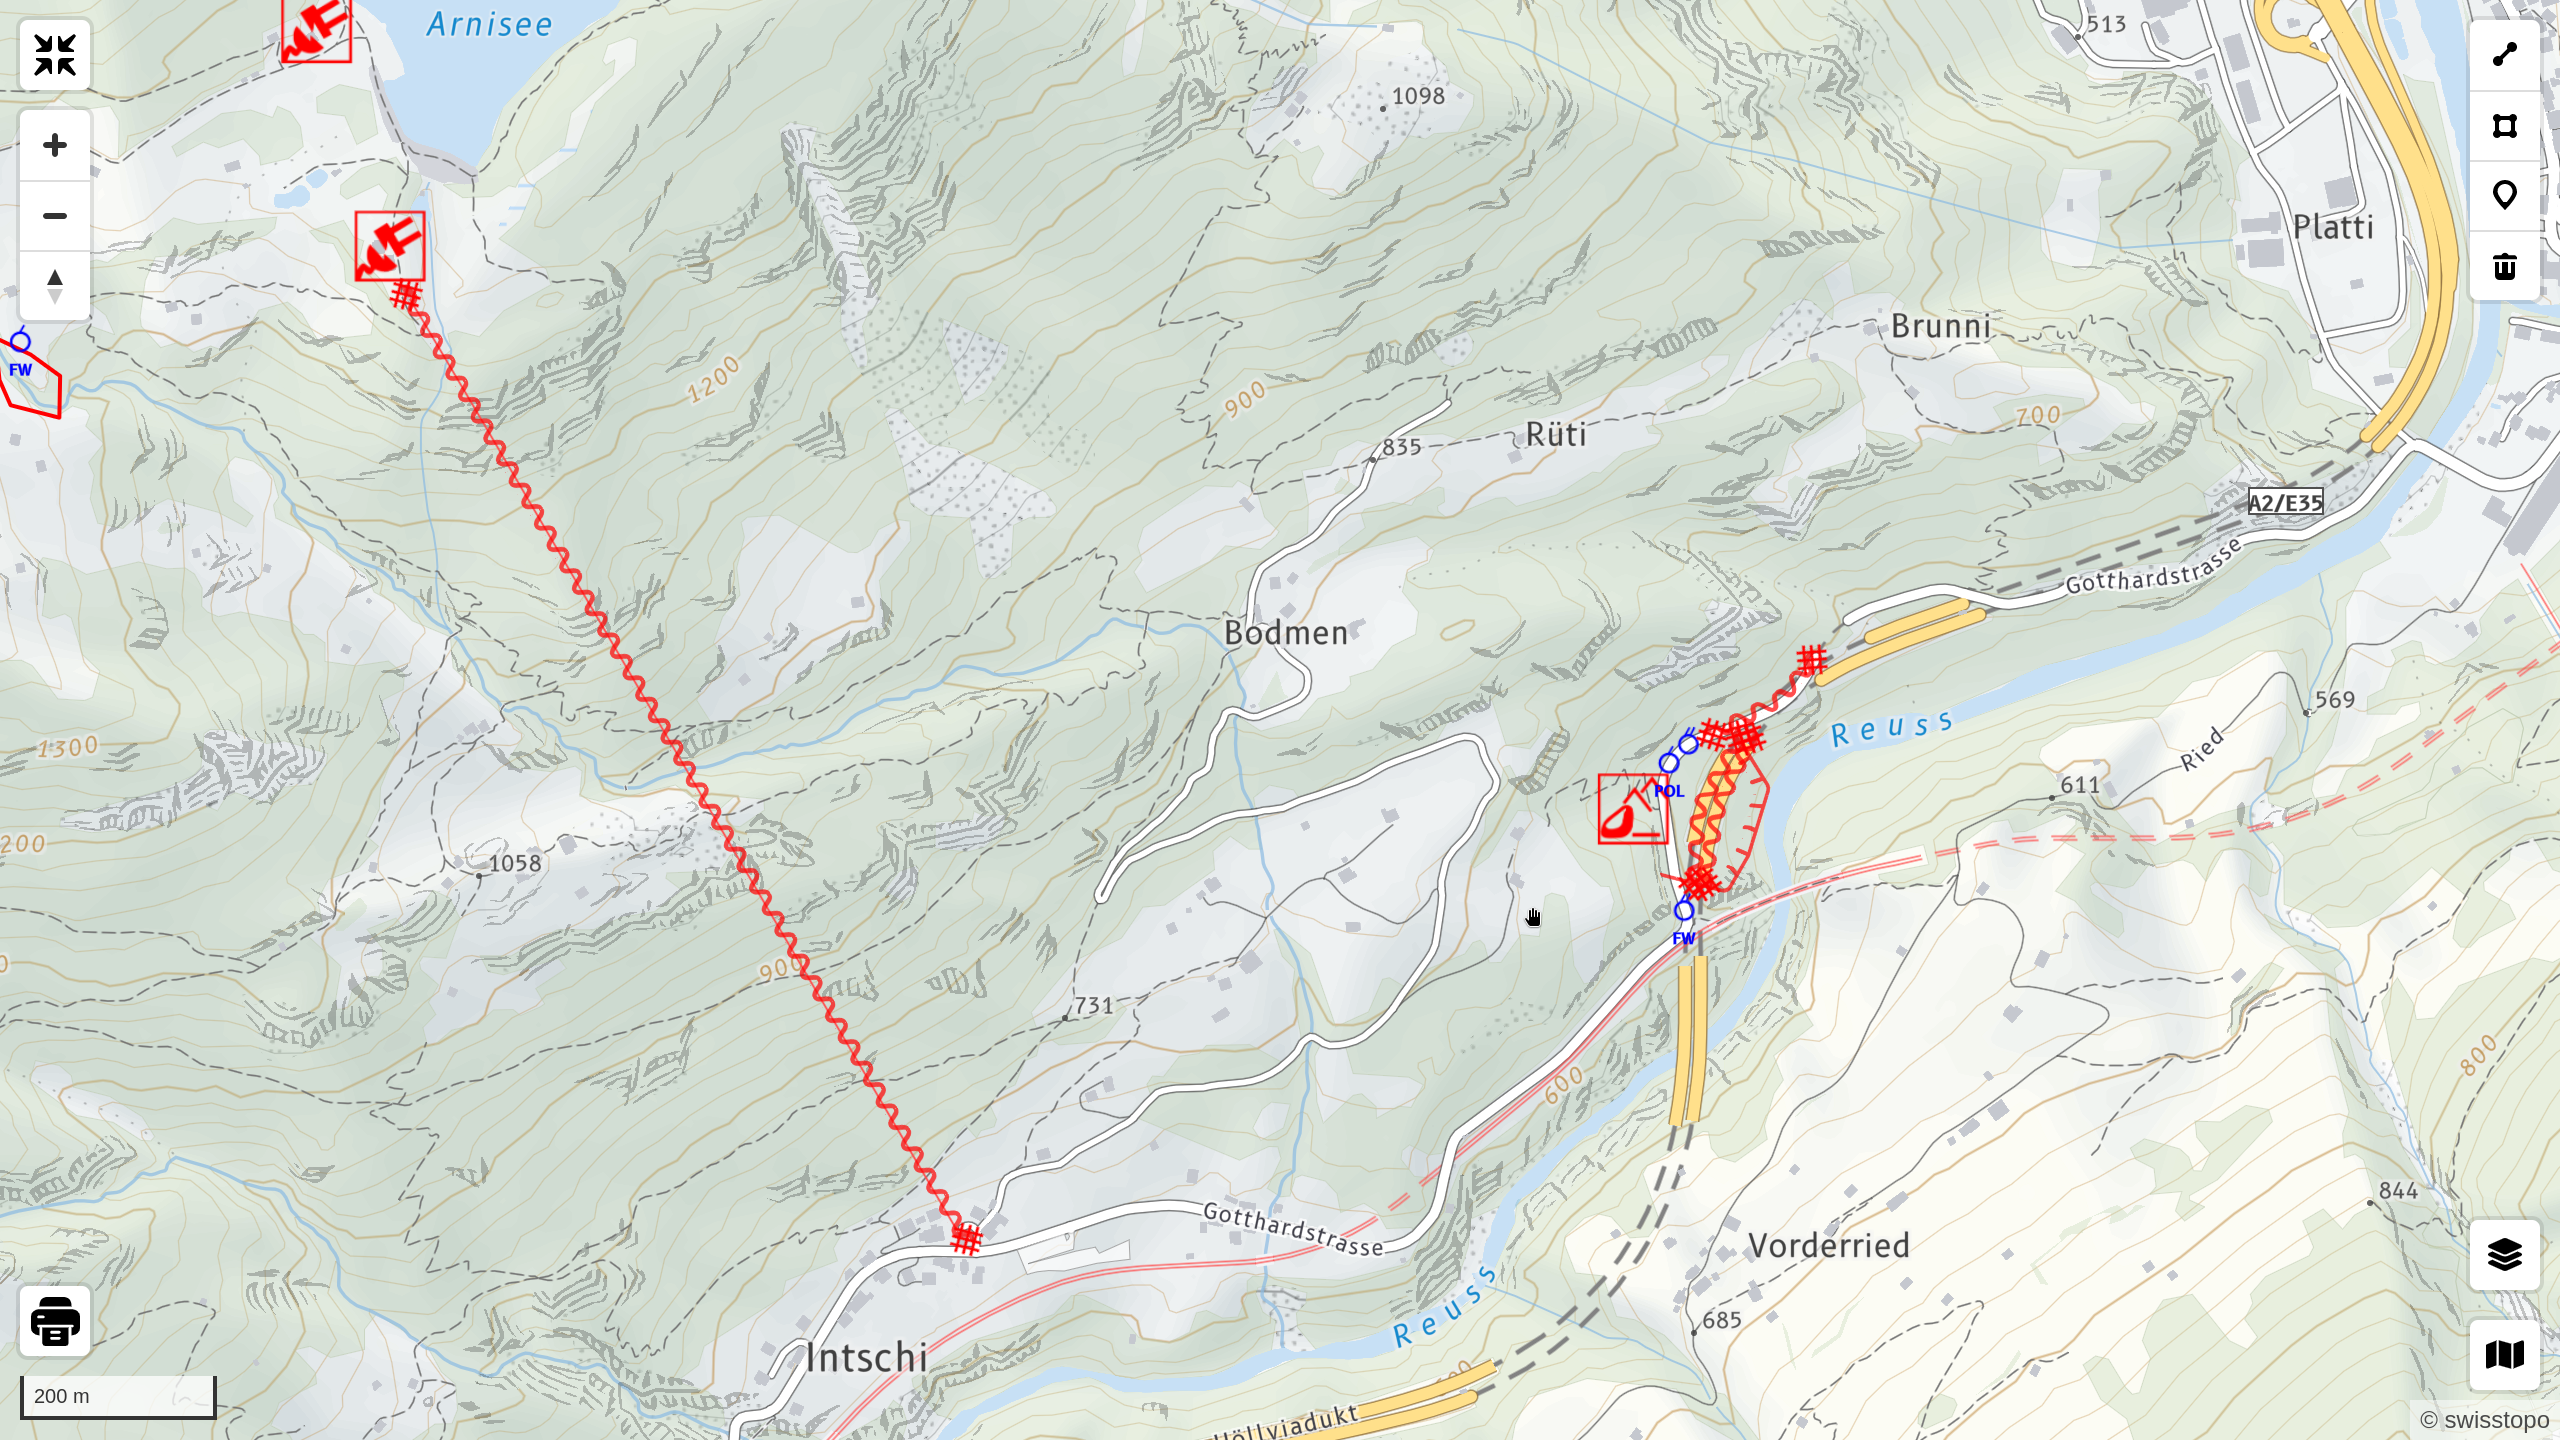 Arnisee
513
1098
Platti
Brunni
FW
1200
900
700
Rüti
835
A2/E35
Gotthardstrasse
Bodmen
569
Reuss
1300
Ried
POL
611
200
1058
FW
900
731
800
600
844
Gotthardstrasse
Vorderried
Reuss
685
Intschi
200 m
Höllviadukt
© swisstopo